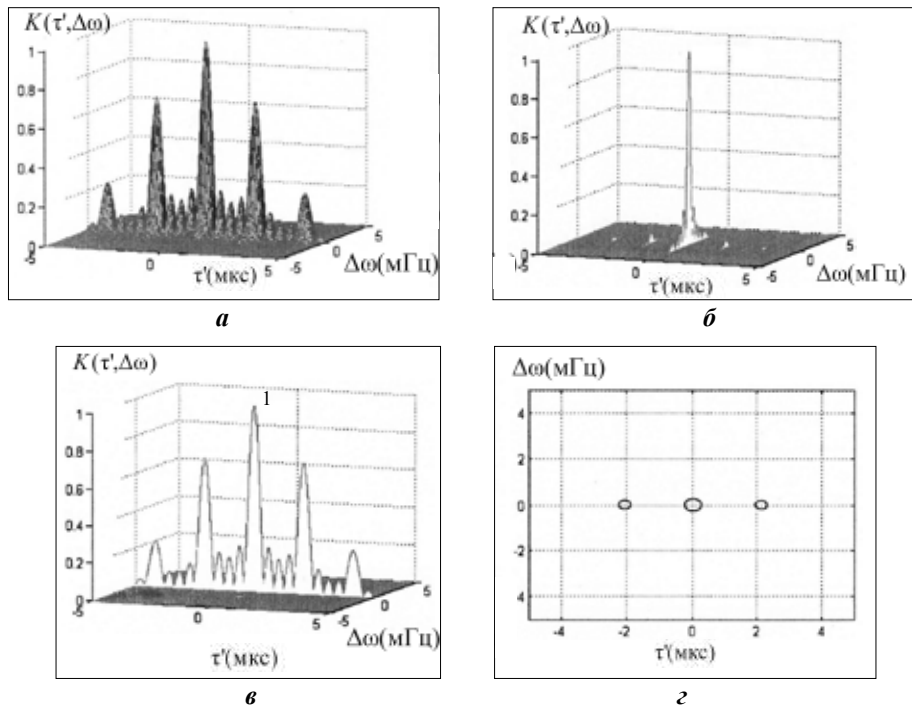 K(τ',Δω)
1
0.8
0.6
0.4
0.2
0
-5
0
5
τ'(мкс)
-5
0
5
Δω(мГц)
а
K(τ',Δω)
1
0.8
0.6
0.4
0.2
0
-5
0
5
τ'(мкс)
-5
0
5
Δω(мГц)
б
K(τ',Δω)
1
1
0.8
0.6
0.4
0.2
0
-5
0
5
τ'(мкс)
-5
0
5
Δω(мГц)
в
Δω(мГц)
4
2
0
-2
-4
-4 -2 0 2 4
τ'(мкс)
г